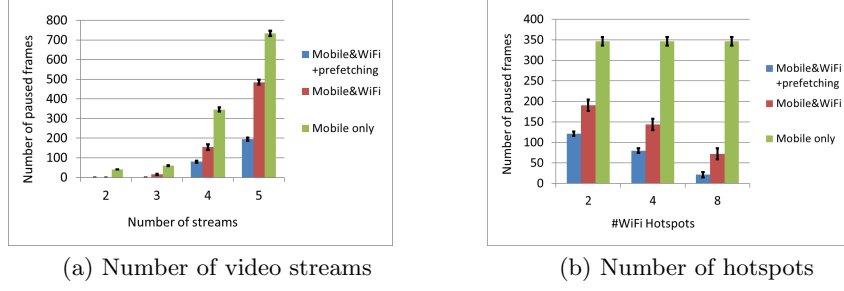 800
700
600
500
400
300
200
100
0
Number of paused frames
2 3 4 5
Number of streams
Mobile&WiFi
+prefetching
Mobile&WiFi
Mobile only
(a) Number of video streams
400
350
300
250
200
150
100
50
0
Number of paused frames
2 4 8
#WiFi Hotspots
Mobile&WiFi
+prefetching
Mobile&WiFi
Mobile only
(b) Number of hotspots